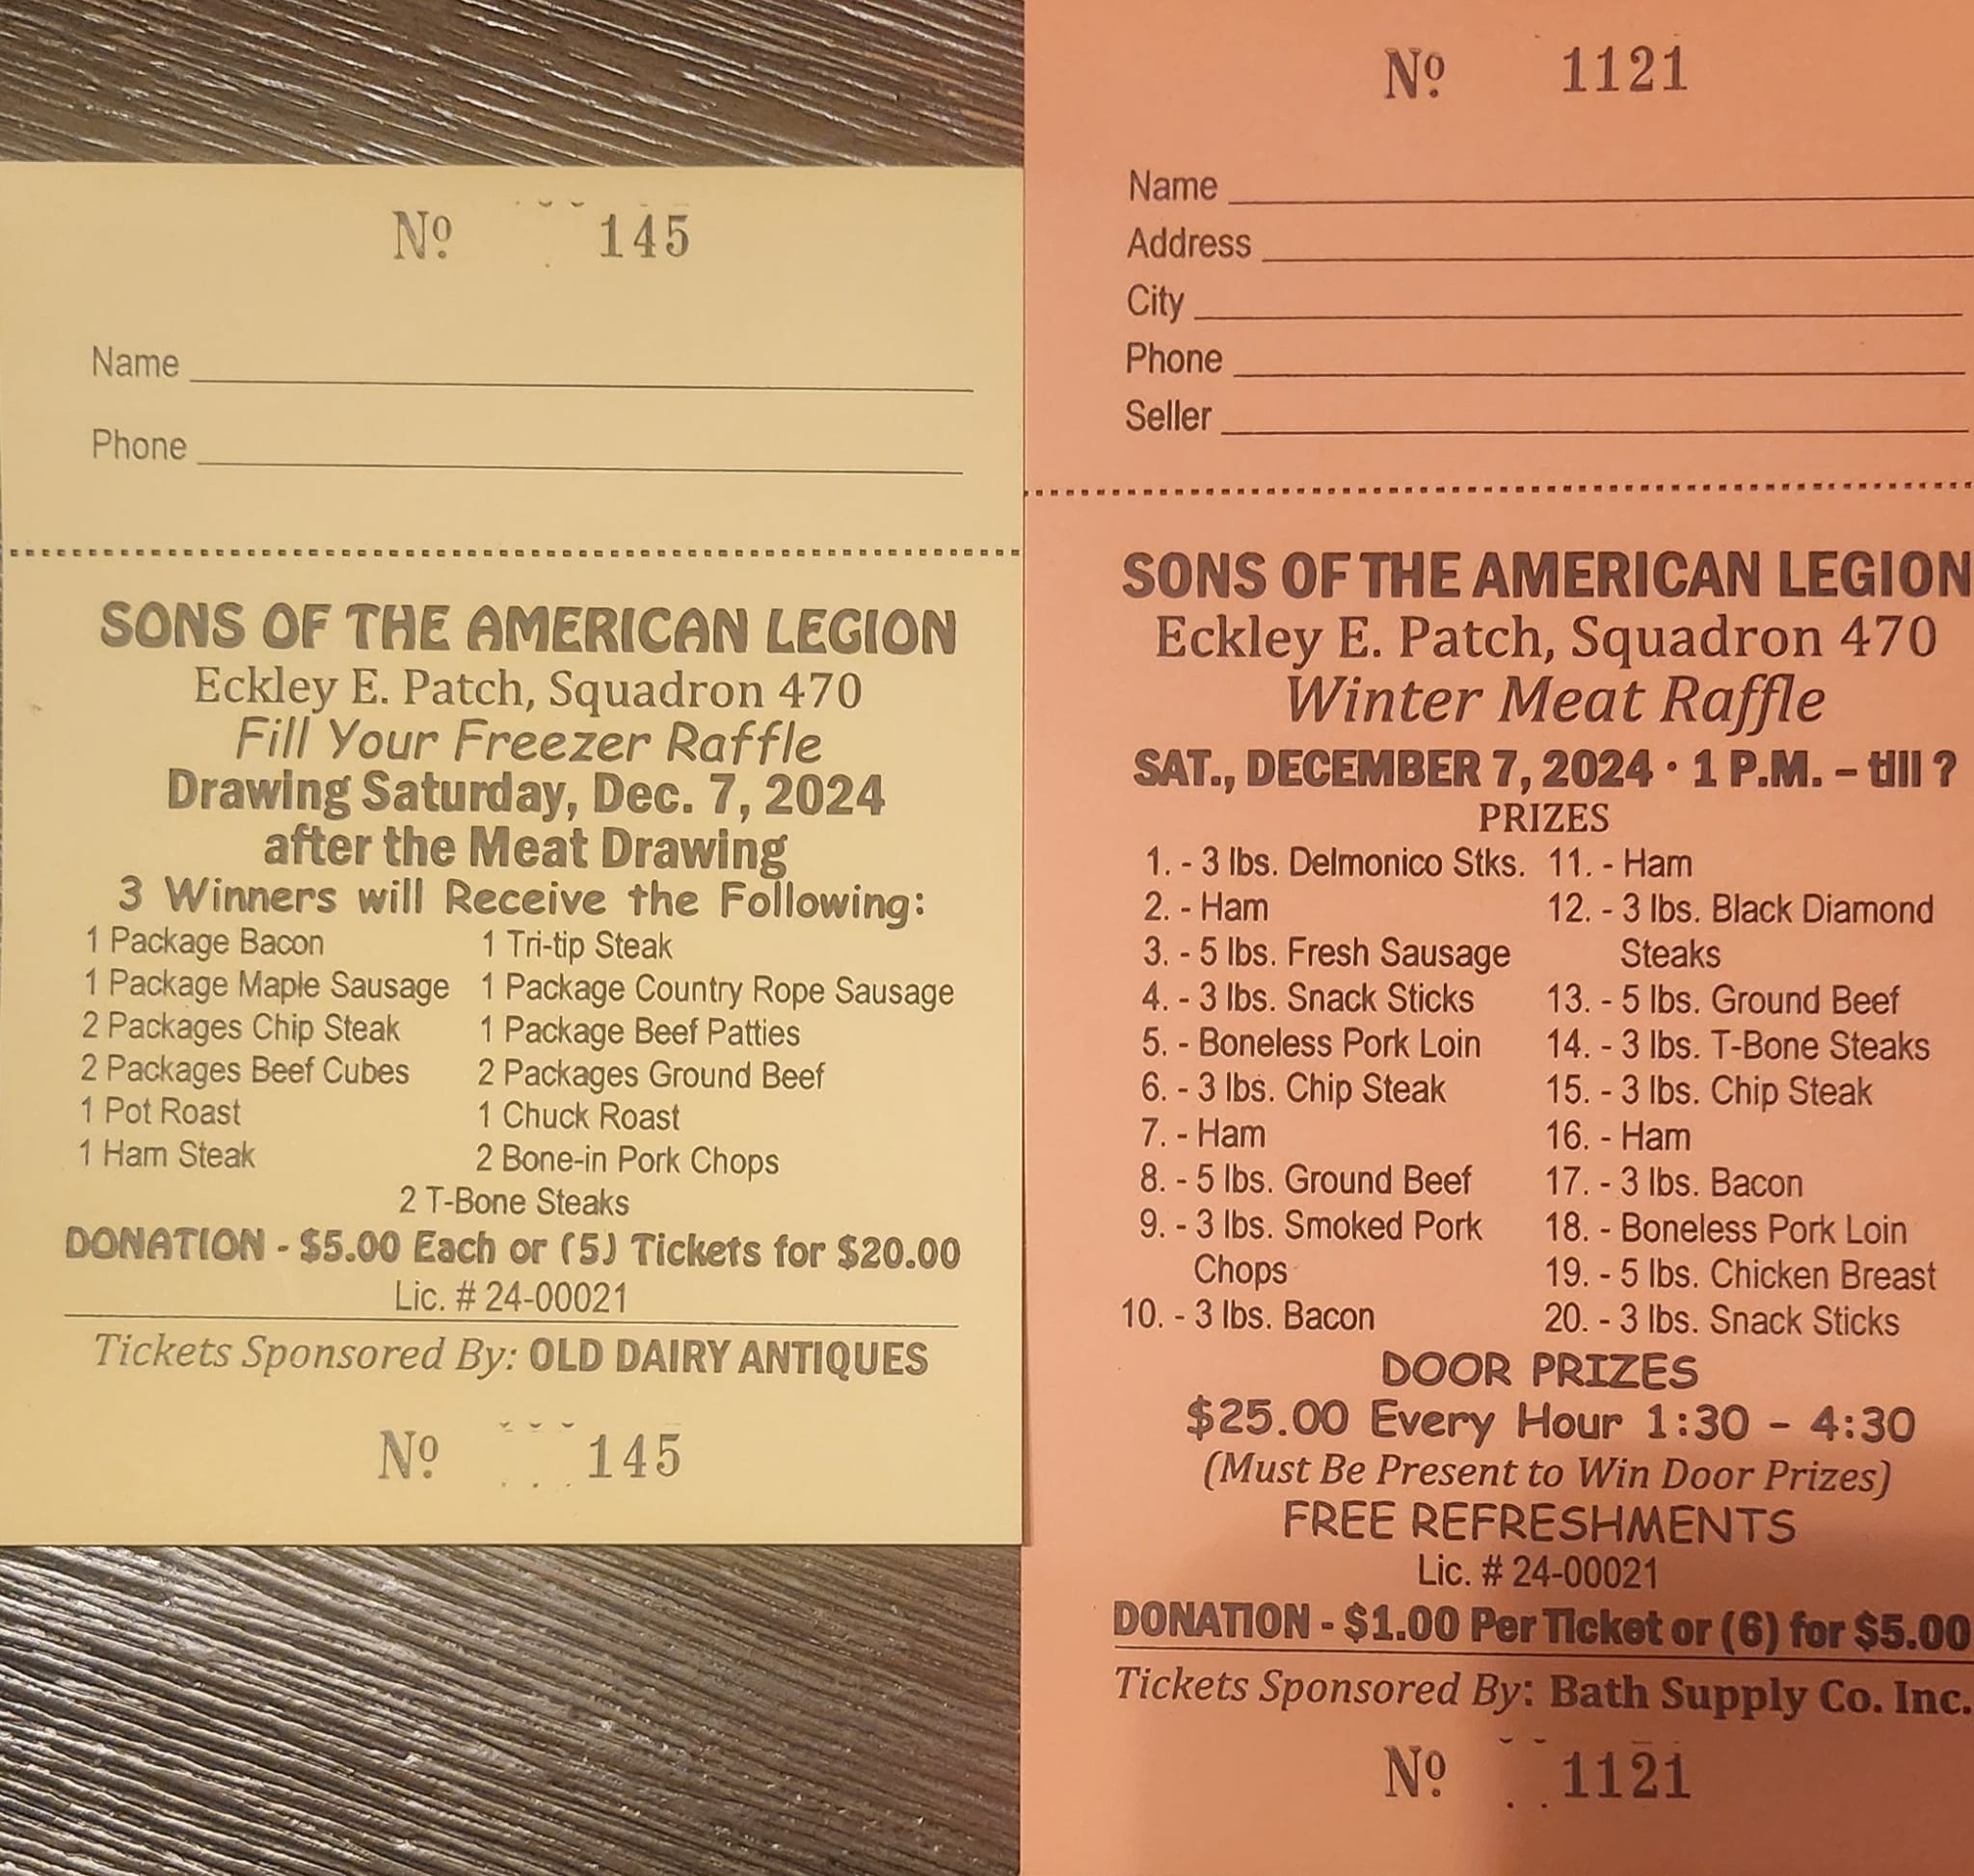 Nº 145
Name
Phone
SONS OF THE AMERICAN LEGION
Eckley E. Patch, Squadron 470
Fill Your Freezer Raffle
Drawing Saturday, Dec. 7, 2024
after the Meat Drawing
3 Winners will Receive the Following:
1 Package Bacon
1 Package Maple Sausage
2 Packages Chip Steak
2 Packages Beef Cubes
1 Pot Roast
1 Ham Steak
1 Tri-tip Steak
1 Package Country Rope Sausage
1 Package Beef Patties
2 Packages Ground Beef
1 Chuck Roast
2 Bone-in Pork Chops
2 T-Bone Steaks
DONATION - $5.00 Each or (5) Tickets for $20.00
Lic. # 24-00021
Tickets Sponsored By: OLD DAIRY ANTIQUES
Nº 145
Nº 1121
Name
Address
City
Phone
Seller
SONS OF THE AMERICAN LEGION
Eckley E. Patch, Squadron 470
Winter Meat Raffle
SAT., DECEMBER 7, 2024 · 1 P.M. – till ?
PRIZES
1. - 3 lbs. Delmonico Stks.
2. - Ham
3. - 5 lbs. Fresh Sausage
4. - 3 lbs. Snack Sticks
5. - Boneless Pork Loin
6. - 3 lbs. Chip Steak
7. - Ham
8. - 5 lbs. Ground Beef
9. - 3 lbs. Smoked Pork
Chops
10. - 3 lbs. Bacon
11. - Ham
12. - 3 lbs. Black Diamond
Steaks
13. - 5 lbs. Ground Beef
14. - 3 lbs. T-Bone Steaks
15. - 3 lbs. Chip Steak
16. - Ham
17. - 3 lbs. Bacon
18. - Boneless Pork Loin
19. - 5 lbs. Chicken Breast
20. - 3 lbs. Snack Sticks
DOOR PRIZES
$25.00 Every Hour 1:30 - 4:30
(Must Be Present to Win Door Prizes)
FREE REFRESHMENTS
Lic. # 24-00021
DONATION - $1.00 Per Ticket or (6) for $5.00
Tickets Sponsored By: Bath Supply Co. Inc.
Nº 1121